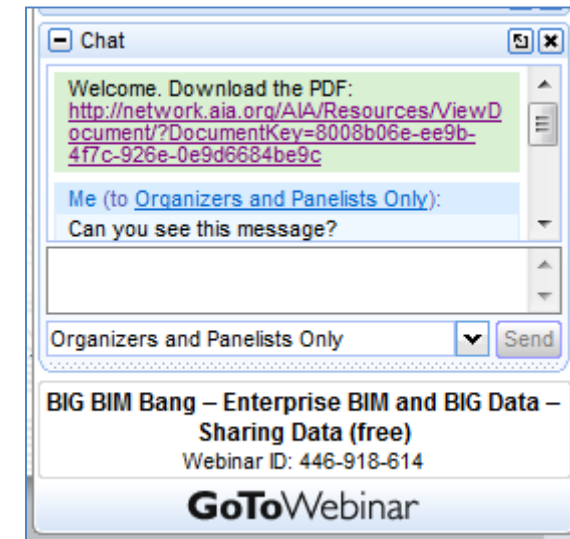 Chat
Welcome. Download the PDF:
http://network.aia.org/AIA/Resources/ViewD
ocument/?DocumentKey=8008b06e-ee9b-
4f7c-926e-0e9d6684be9c
Me (to Organizers and Panelists Only):
Can you see this message?
Organizers and Panelists Only
Send
BIG BIM Bang – Enterprise BIM and BIG Data –
Sharing Data (free)
Webinar ID: 446-918-614
GoToWebinar